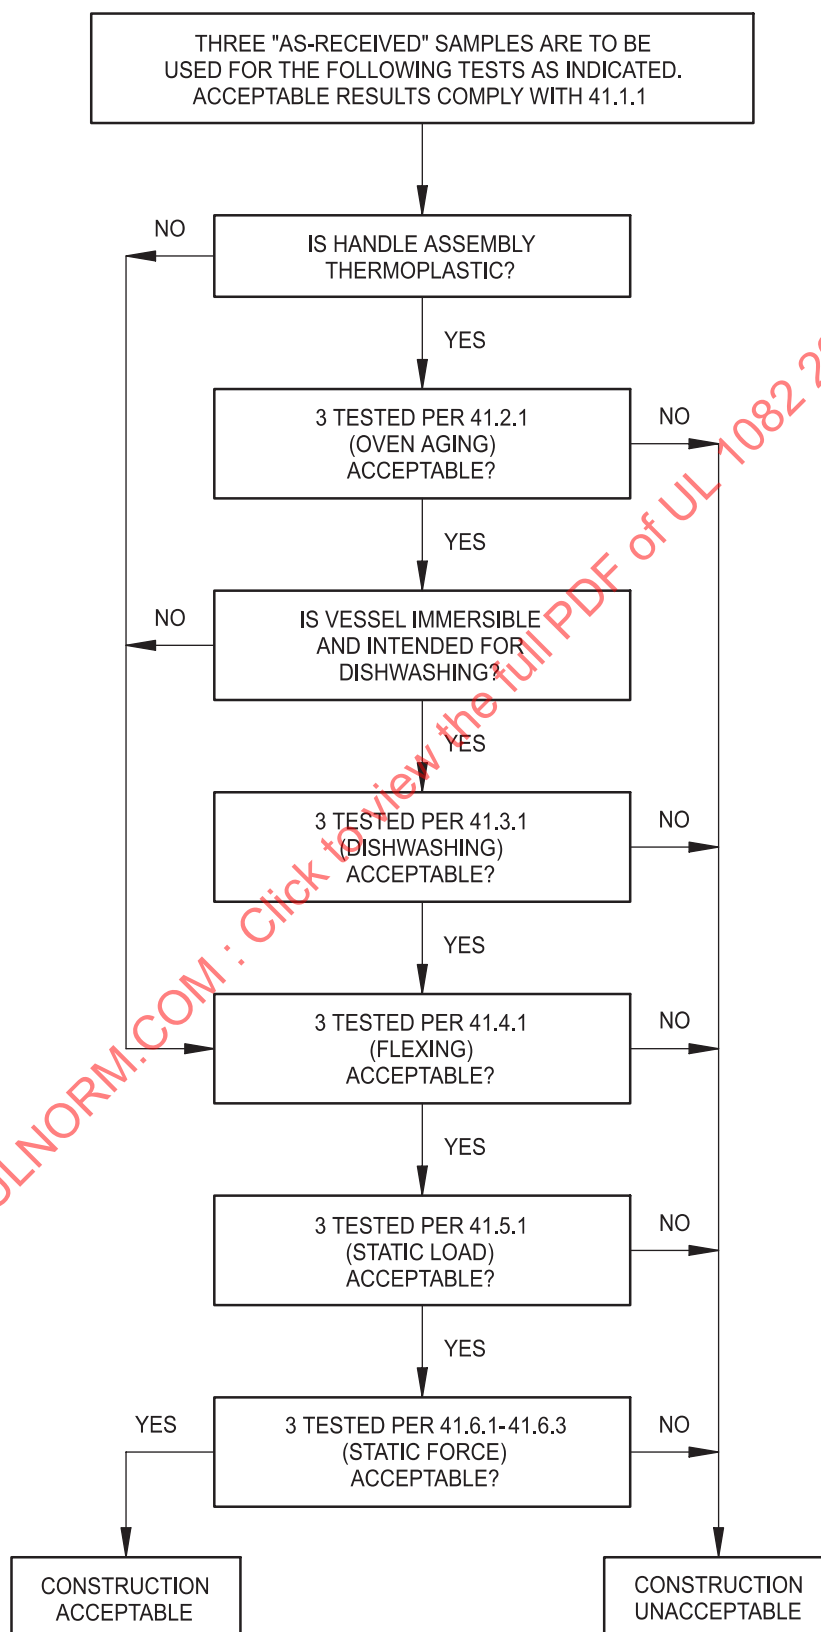 THREE "AS-RECEIVED" SAMPLES ARE TO BE
USED FOR THE FOLLOWING TESTS AS INDICATED.
ACCEPTABLE RESULTS COMPLY WITH 41.1.1
NO
IS HANDLE ASSEMBLY
THERMOPLASTIC?
YES
3 TESTED PER 41.2.1
(OVEN AGING)
ACCEPTABLE?
NO
YES
NO
IS VESSEL IMMERSIBLE
AND INTENDED FOR
DISHWASHING?
YES
3 TESTED PER 41.3.1
(DISHWASHING)
ACCEPTABLE?
NO
YES
3 TESTED PER 41.4.1
(FLEXING)
ACCEPTABLE?
NO
YES
3 TESTED PER 41.5.1
(STATIC LOAD)
ACCEPTABLE?
NO
YES
YES
3 TESTED PER 41.6.1-41.6.3
(STATIC FORCE)
ACCEPTABLE?
NO
CONSTRUCTION
ACCEPTABLE
CONSTRUCTION
UNACCEPTABLE
ULNORM.COM : Click to view the full PDF of UL 1082